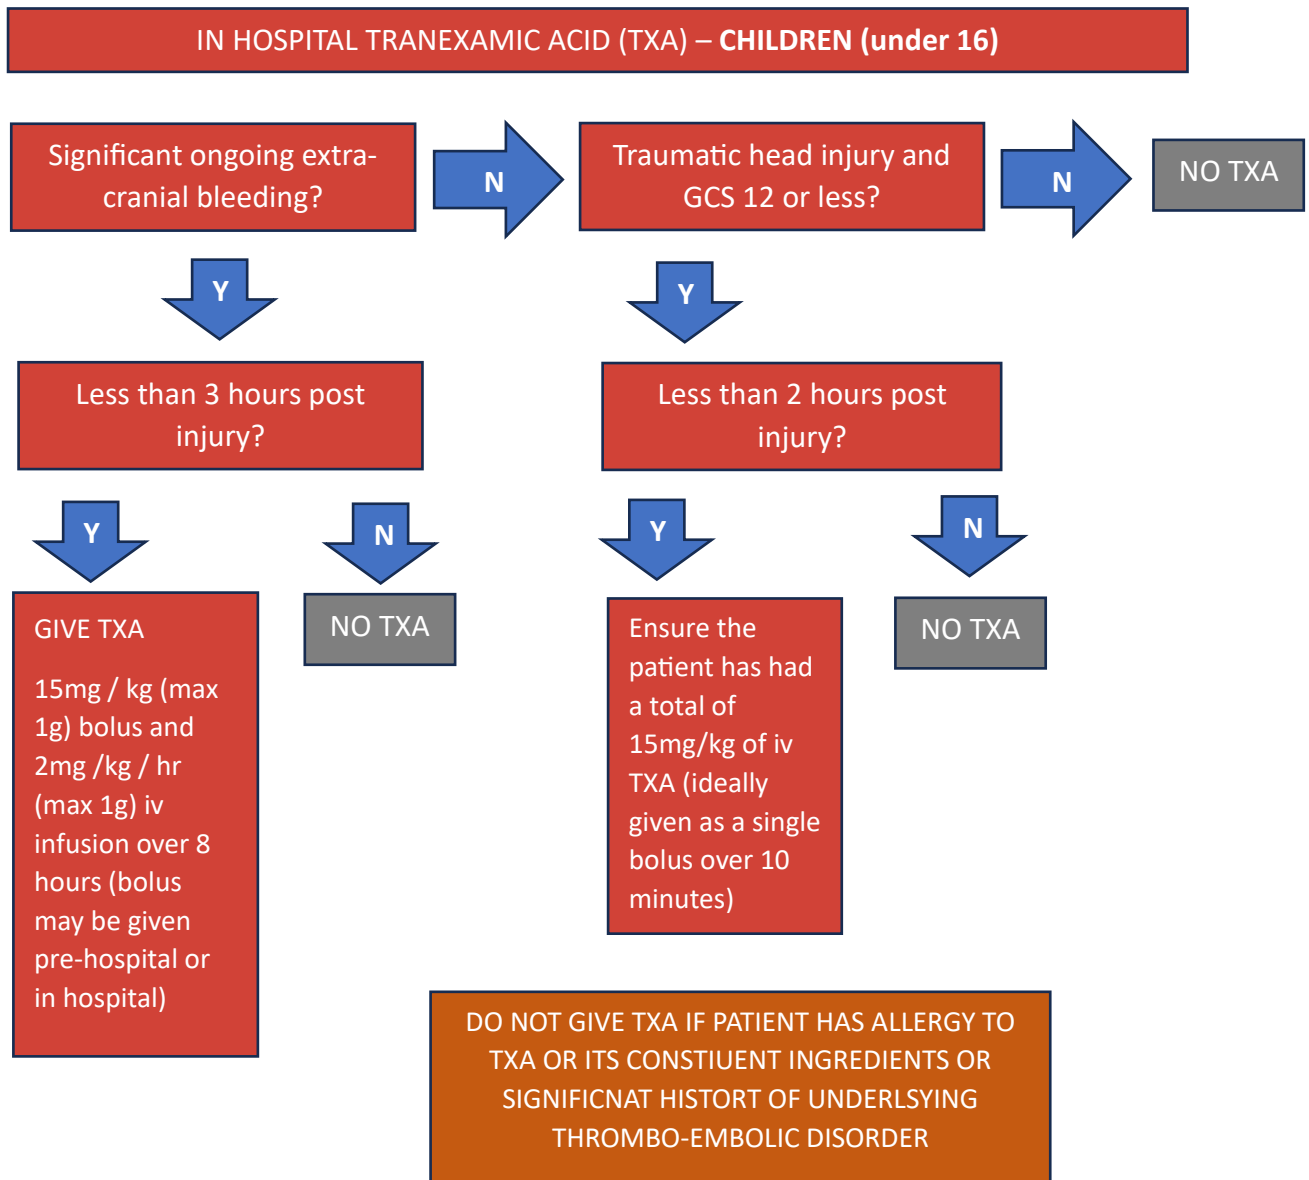 IN HOSPITAL TRANEXAMIC ACID (TXA) – CHILDREN (under 16)
Significant ongoing extra-
cranial bleeding?
N
Traumatic head injury and
GCS 12 or less?
N
NO TXA
Y
Y
Less than 3 hours post
injury?
Less than 2 hours post
injury?
Y
N
Y
N
GIVE TXA
15mg / kg (max
1g) bolus and
2mg /kg / hr
(max 1g) iv
infusion over 8
hours (bolus
may be given
pre-hospital or
in hospital)
NO TXA
Ensure the
patient has had
a total of
15mg/kg of iv
TXA (ideally
given as a single
bolus over 10
minutes)
NO TXA
DO NOT GIVE TXA IF PATIENT HAS ALLERGY TO
TXA OR ITS CONSTIUENT INGREDIENTS OR
SIGNIFICNAT HISTORT OF UNDERLSYING
THROMBO-EMBOLIC DISORDER